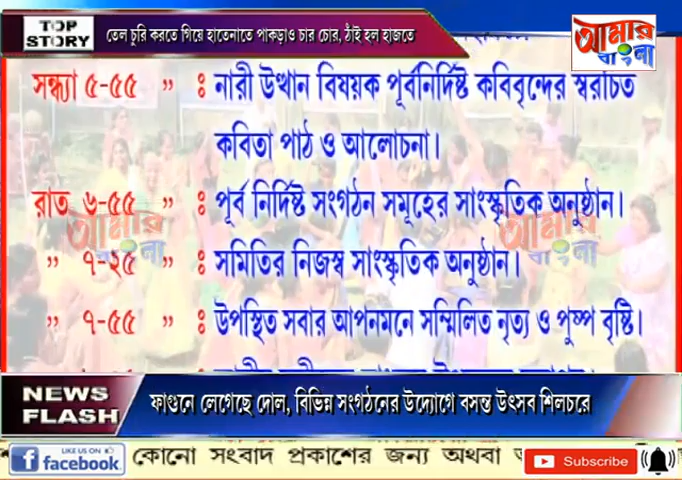 TOP STORY
তেল চুরি করতে গিয়ে হাতেনাতে পাকড়াও চার চোর, ঠাঁই হল হাজতে
আমার বাংলা
সন্ধ্যা ৫-৫৫ ” : নারী উত্থান বিষয়ক পূর্বনির্দিষ্ট কবিবৃন্দের স্বরচিত
কবিতা পাঠ ও আলোচনা।
রাত ৬-৫৫ ” : পূর্ব নির্দিষ্ট সংগঠন সমূহের সাংস্কৃতিক অনুষ্ঠান।
” ৭-২৫ ” : সমিতির নিজস্ব সাংস্কৃতিক অনুষ্ঠান।
” ৭-৫৫ ” : উপস্থিত সবার আপনমনে সম্মিলিত নৃত্য ও পুষ্প বৃষ্টি।
আমার বাংলা
আমার বাংলা
NEWS FLASH
ফাগুনে লেগেছে দোল, বিভিন্ন সংগঠনের উদ্যোগে বসন্ত উৎসব শিলচরে
LIKE US ON
facebook
কোনো সংবাদ প্রকাশের জন্য অথবা
Subscribe